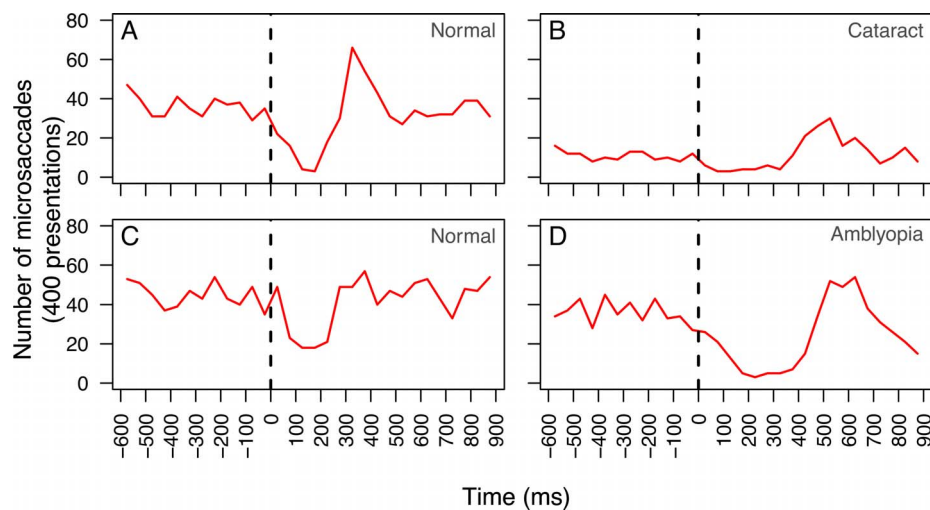 A Normal
80
60
40
20
0
B Cataract
C Normal
80
60
40
20
0
D Amblyopia
Number of microsaccades
(400 presentations)
−600 −500 −400 −300 −200 −100 0 100 200 300 400 500 600 700 800 900
−600 −500 −400 −300 −200 −100 0 100 200 300 400 500 600 700 800 900
Time (ms)